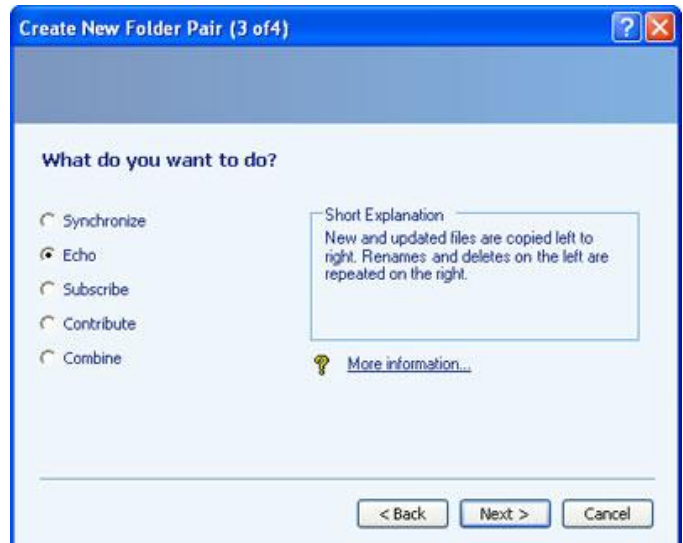 Create New Folder Pair (3 of4)
What do you want to do?
Synchronize
Echo
Subscribe
Contribute
Combine
Short Explanation
New and updated files are copied left to
right. Renames and deletes on the left are
repeated on the right.
More information...
< Back
Next >
Cancel